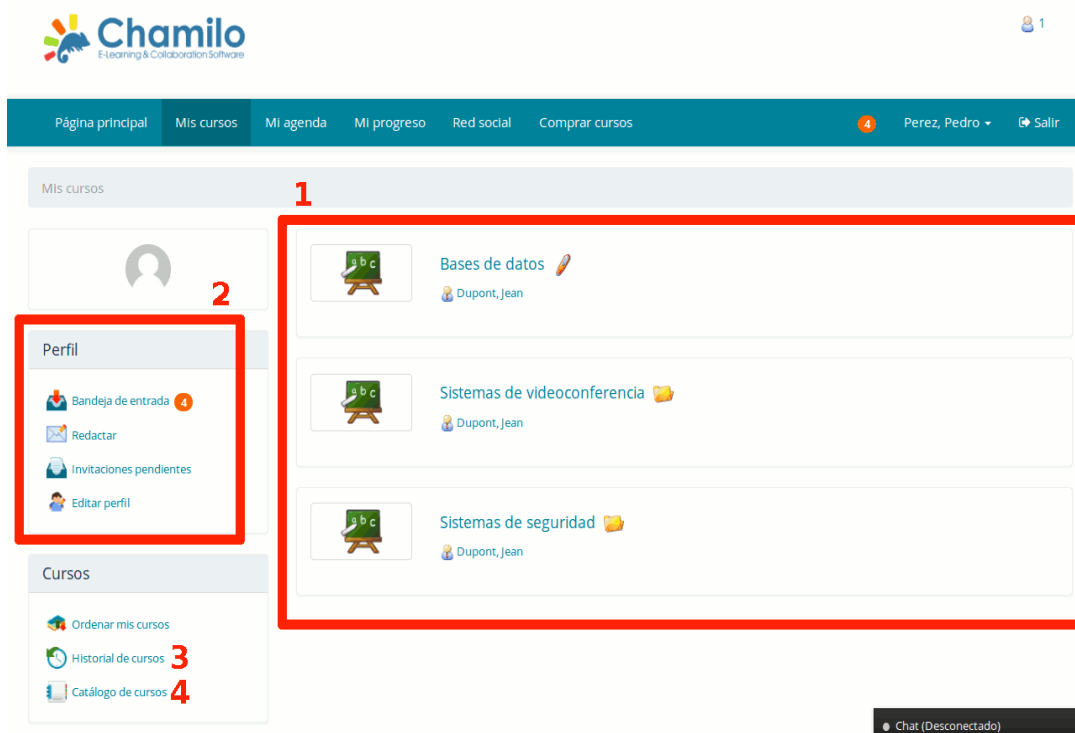 Chamilo
E-Learning & Collaboration Software
1
Página principal Mis cursos Mi agenda Mi progreso Red social Comprar cursos 4 Perez, Pedro Salir
Mis cursos
1
2
Perfil
Bandeja de entrada 4
Redactar
Invitaciones pendientes
Editar perfil
Cursos
Ordenar mis cursos
Historial de cursos 3
Catálogo de cursos 4
abc
Bases de datos
Dupont, Jean
abc
Sistemas de videoconferencia
Dupont, Jean
abc
Sistemas de seguridad
Dupont, Jean
Chat (Desconectado)